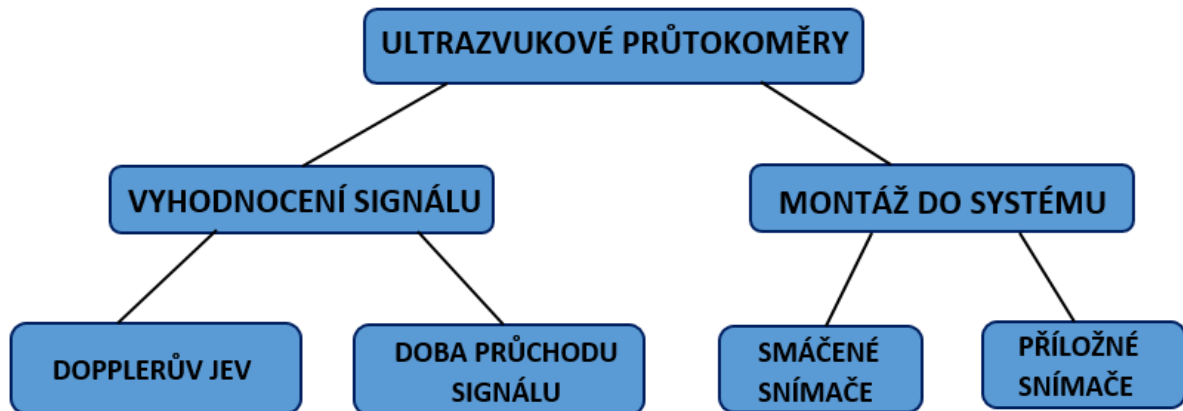 ULTRAZVUKOVÉ PRŮTOKOMĚRY
VYHODNOCENÍ SIGNÁLU
MONTÁŽ DO SYSTÉMU
DOPPLERŮV JEV
DOBA PRŮCHODU
SIGNÁLU
SMÁČENÉ
SNÍMAČE
PŘÍLOŽNÉ
SNÍMAČE